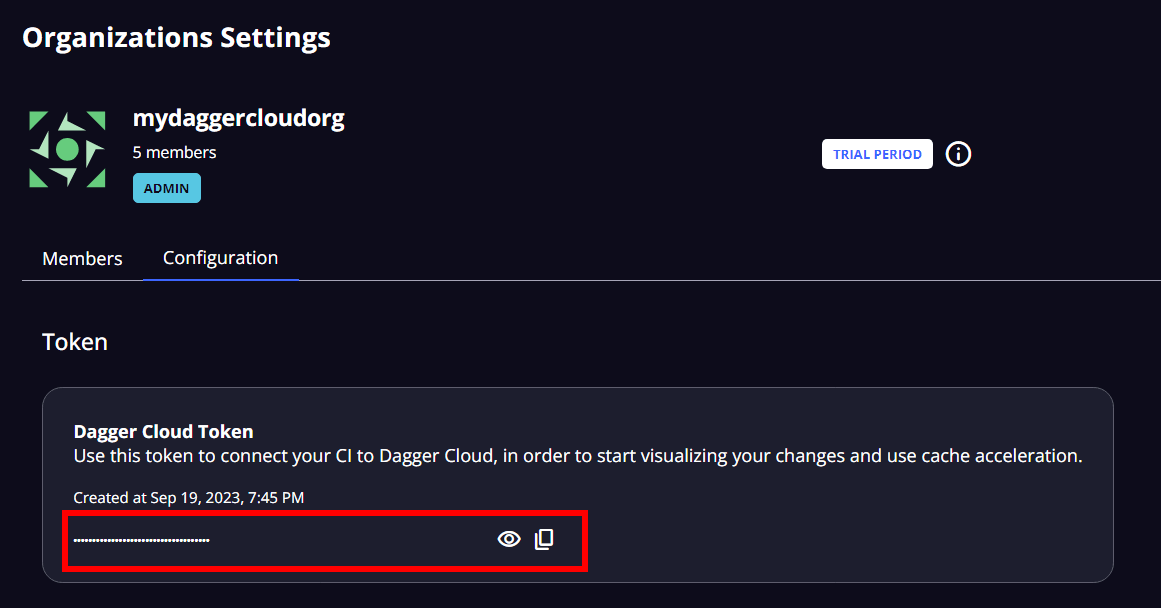 Organizations Settings
mydaggercloudorg
5 members
ADMIN
TRIAL PERIOD
Members
Configuration
Token
Dagger Cloud Token
Use this token to connect your CI to Dagger Cloud, in order to start visualizing your changes and use cache acceleration.
Created at Sep 19, 2023, 7:45 PM